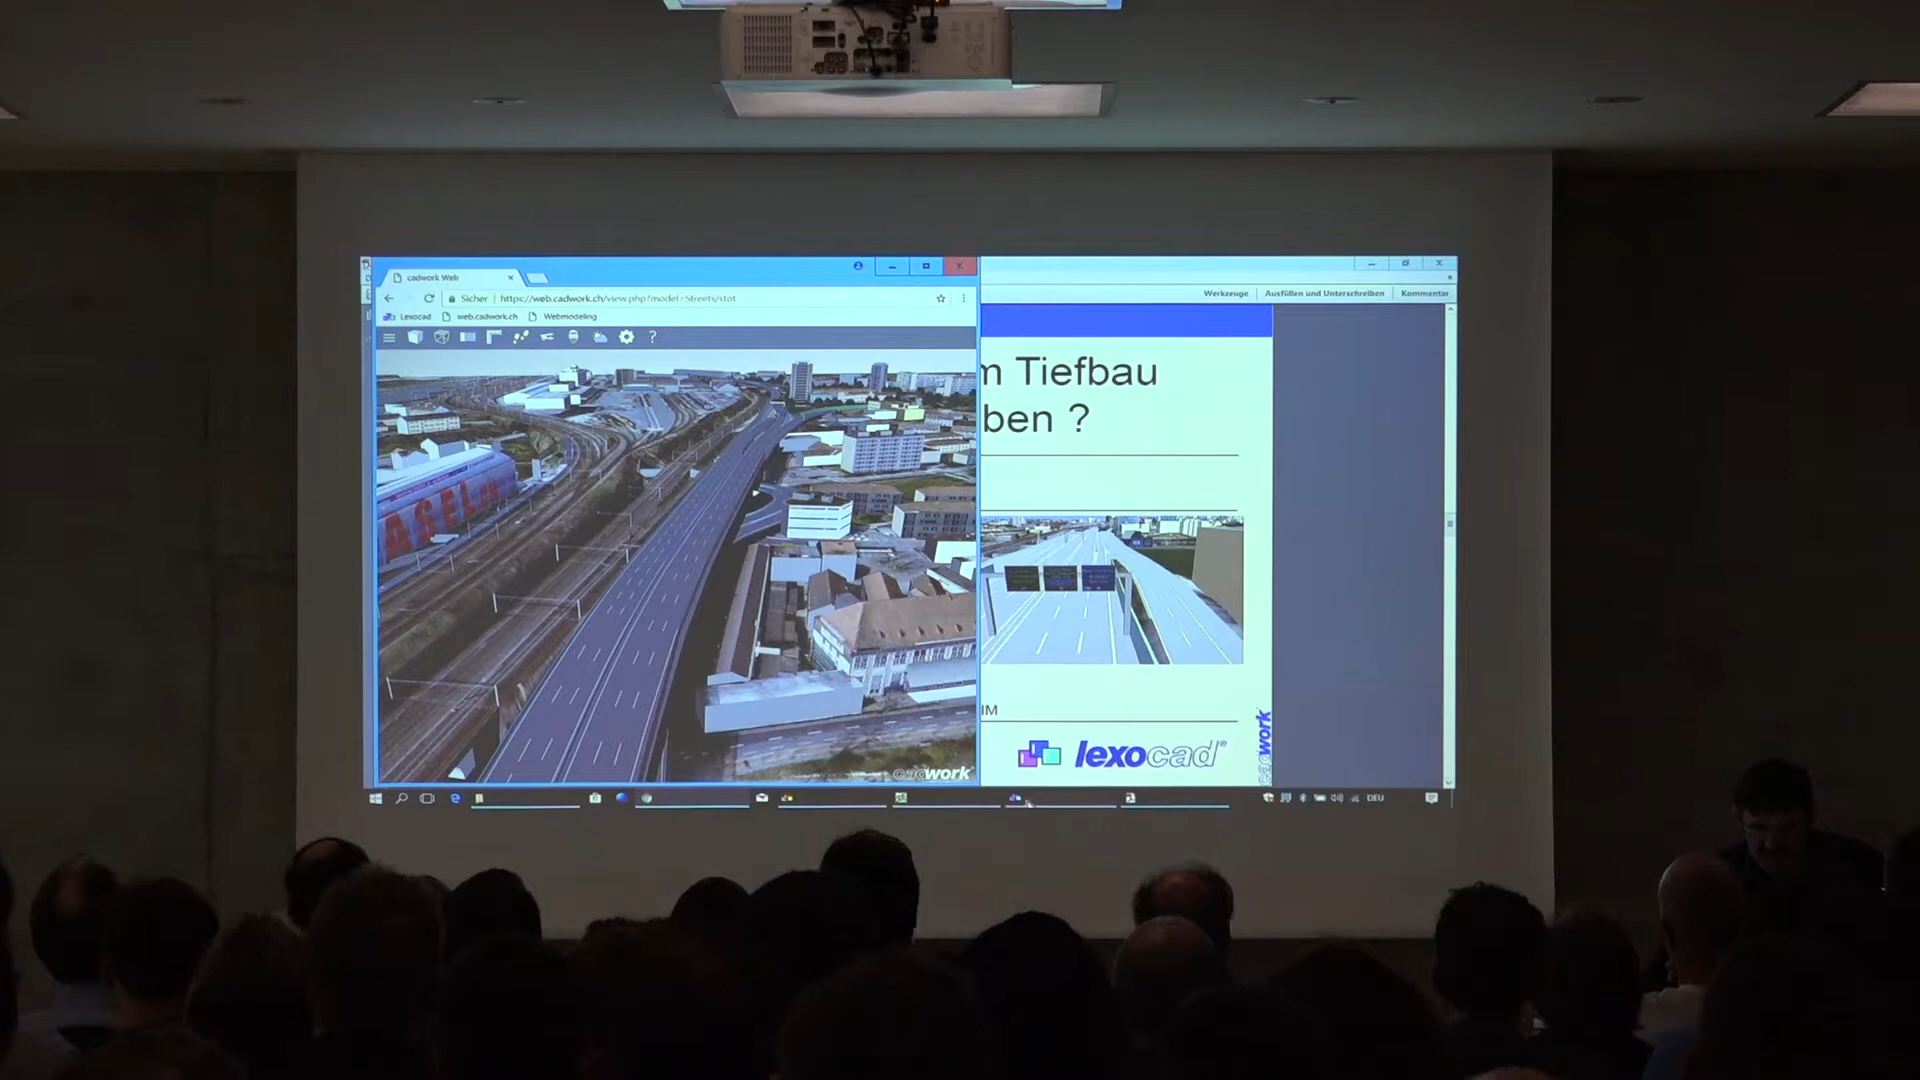 cadwork Web
Sicher https://web.cadwork.ch/view.php?model=Streets/stot
Lexocad web.cadwork.ch Webmodeling
Werkzeuge Ausfüllen und Unterschreiben Kommentar
m Tiefbau
ben ?
ASEL
IM
lexocad®
cadwork
cadwork
DEU